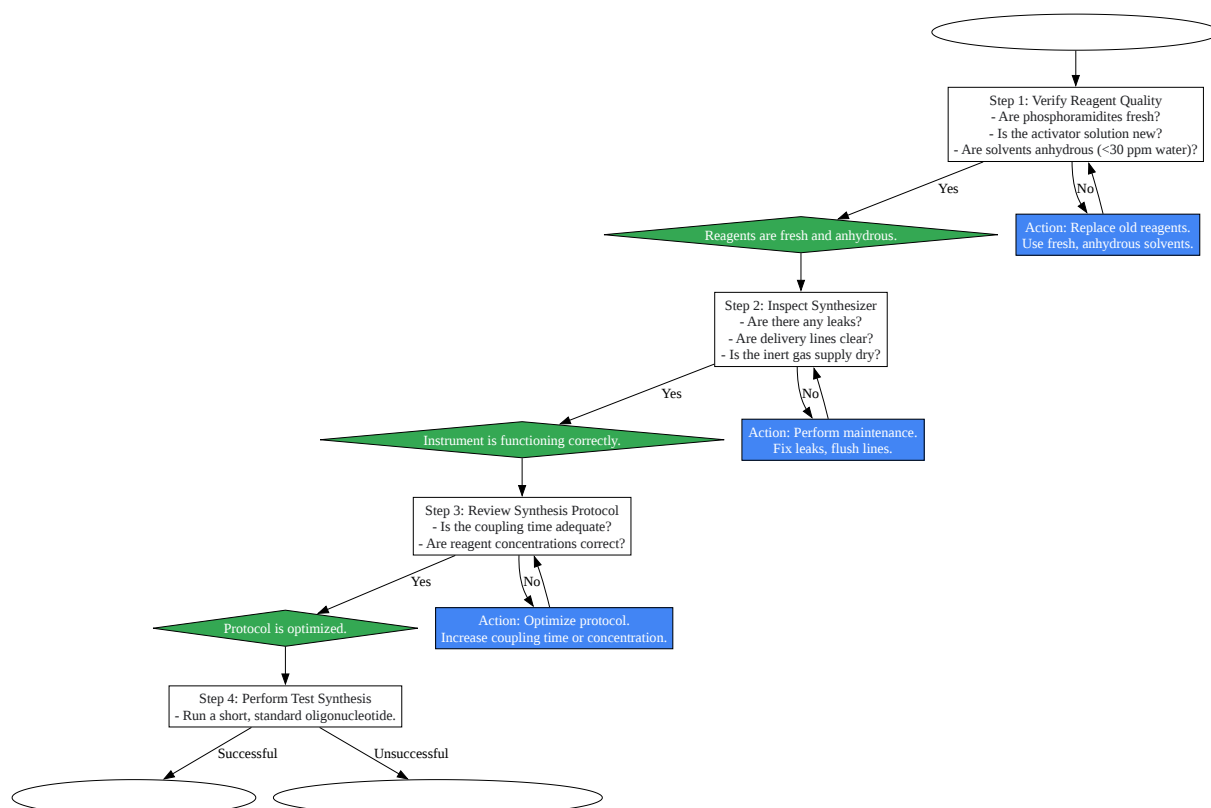 Step 1: Verify Reagent Quality
- Are phosphoramidites fresh?
- Is the activator solution new?
- Are solvents anhydrous (<30 ppm water)?
Yes
No
Reagents are fresh and anhydrous.
Action: Replace old reagents.
Use fresh, anhydrous solvents.
Step 2: Inspect Synthesizer
- Are there any leaks?
- Are delivery lines clear?
- Is the inert gas supply dry?
Yes
No
Instrument is functioning correctly.
Action: Perform maintenance.
Fix leaks, flush lines.
Step 3: Review Synthesis Protocol
- Is the coupling time adequate?
- Are reagent concentrations correct?
Yes
No
Protocol is optimized.
Action: Optimize protocol.
Increase coupling time or concentration.
Step 4: Perform Test Synthesis
- Run a short, standard oligonucleotide.
Successful
Unsuccessful